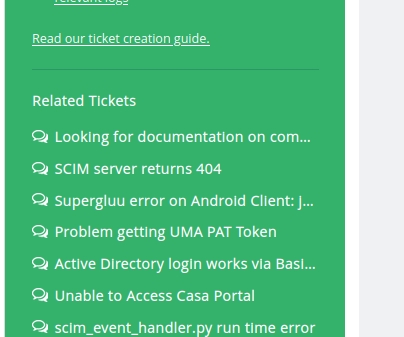 relevant logs
Read our ticket creation guide.
Related Tickets
Looking for documentation on com...
SCIM server returns 404
Supergluu error on Android Client: j...
Problem getting UMA PAT Token
Active Directory login works via Basi...
Unable to Access Casa Portal
scim_event_handler.py run time error